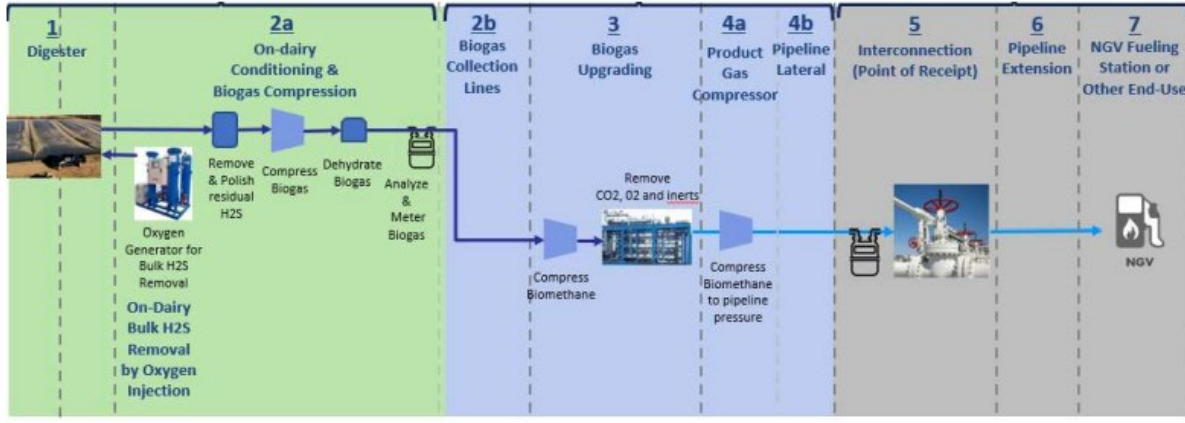 1
Digester
2a
On-dairy
Conditioning &
Biogas Compression
2b
Biogas
Collection
Lines
3
Biogas
Upgrading
4a
Product
Gas
Compressor
4b
Pipeline
Lateral
5
Interconnection
(Point of Receipt)
6
Pipeline
Extension
7
NGV Fueling
Station or
Other End-Use
Remove
& Polish
residual
H2S
Compress
Biogas
Dehydrate
Biogas
Analyze
&
Meter
Biogas
Oxygen
Generator for
Bulk H2S
Removal
On-Dairy
Bulk H2S
Removal
by Oxygen
Injection
Compress
Biomethane
Remove
CO2, 02 and inerts
Compress
Biomethane
to pipeline
pressure
NGV